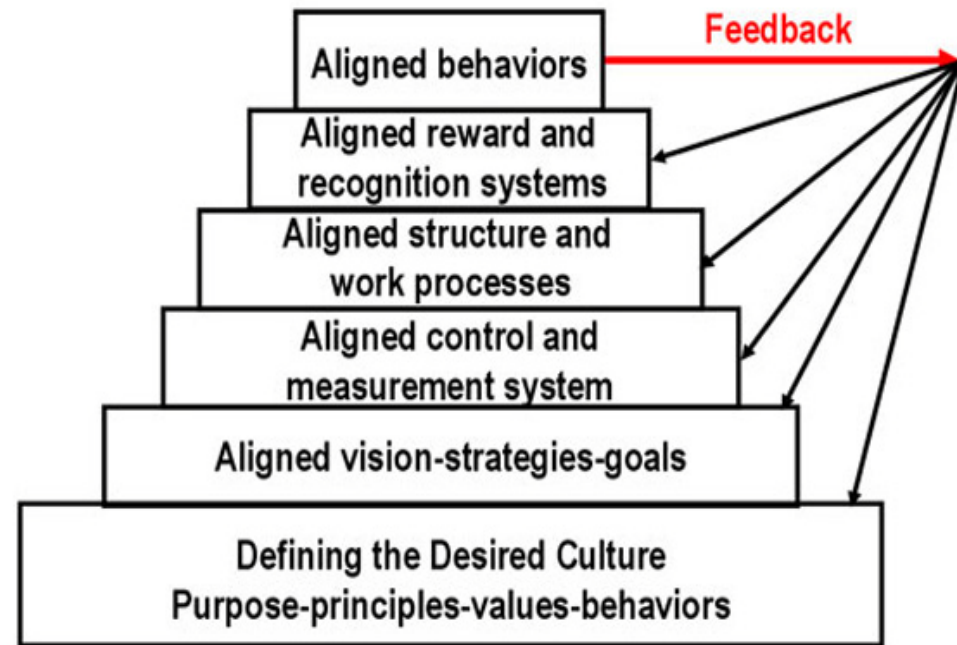 Feedback
Aligned behaviors
Aligned reward and
recognition systems
Aligned structure and
work processes
Aligned control and
measurement system
Aligned vision-strategies-goals
Defining the Desired Culture
Purpose-principles-values-behaviors